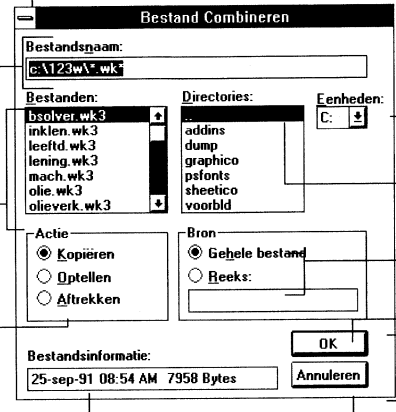 Bestand Combineren
Bestandsnaam:
c:\123w\*.wk*
Bestanden:
Directories:
Eenheden:
bsolver.wk3
inklen.wk3
leeftd.wk3
lening.wk3
mach.wk3
olie.wk3
olieverk.wk3
..
addins
dump
graphico
psfonts
sheetico
voorbld
C:
Actie
Kopiëren
Optellen
Aftrekken
Bron
Gehele bestand
Reeks:
OK
Bestandsinformatie:
25-sep-91 08:54 AM 7958 Bytes
Annuleren